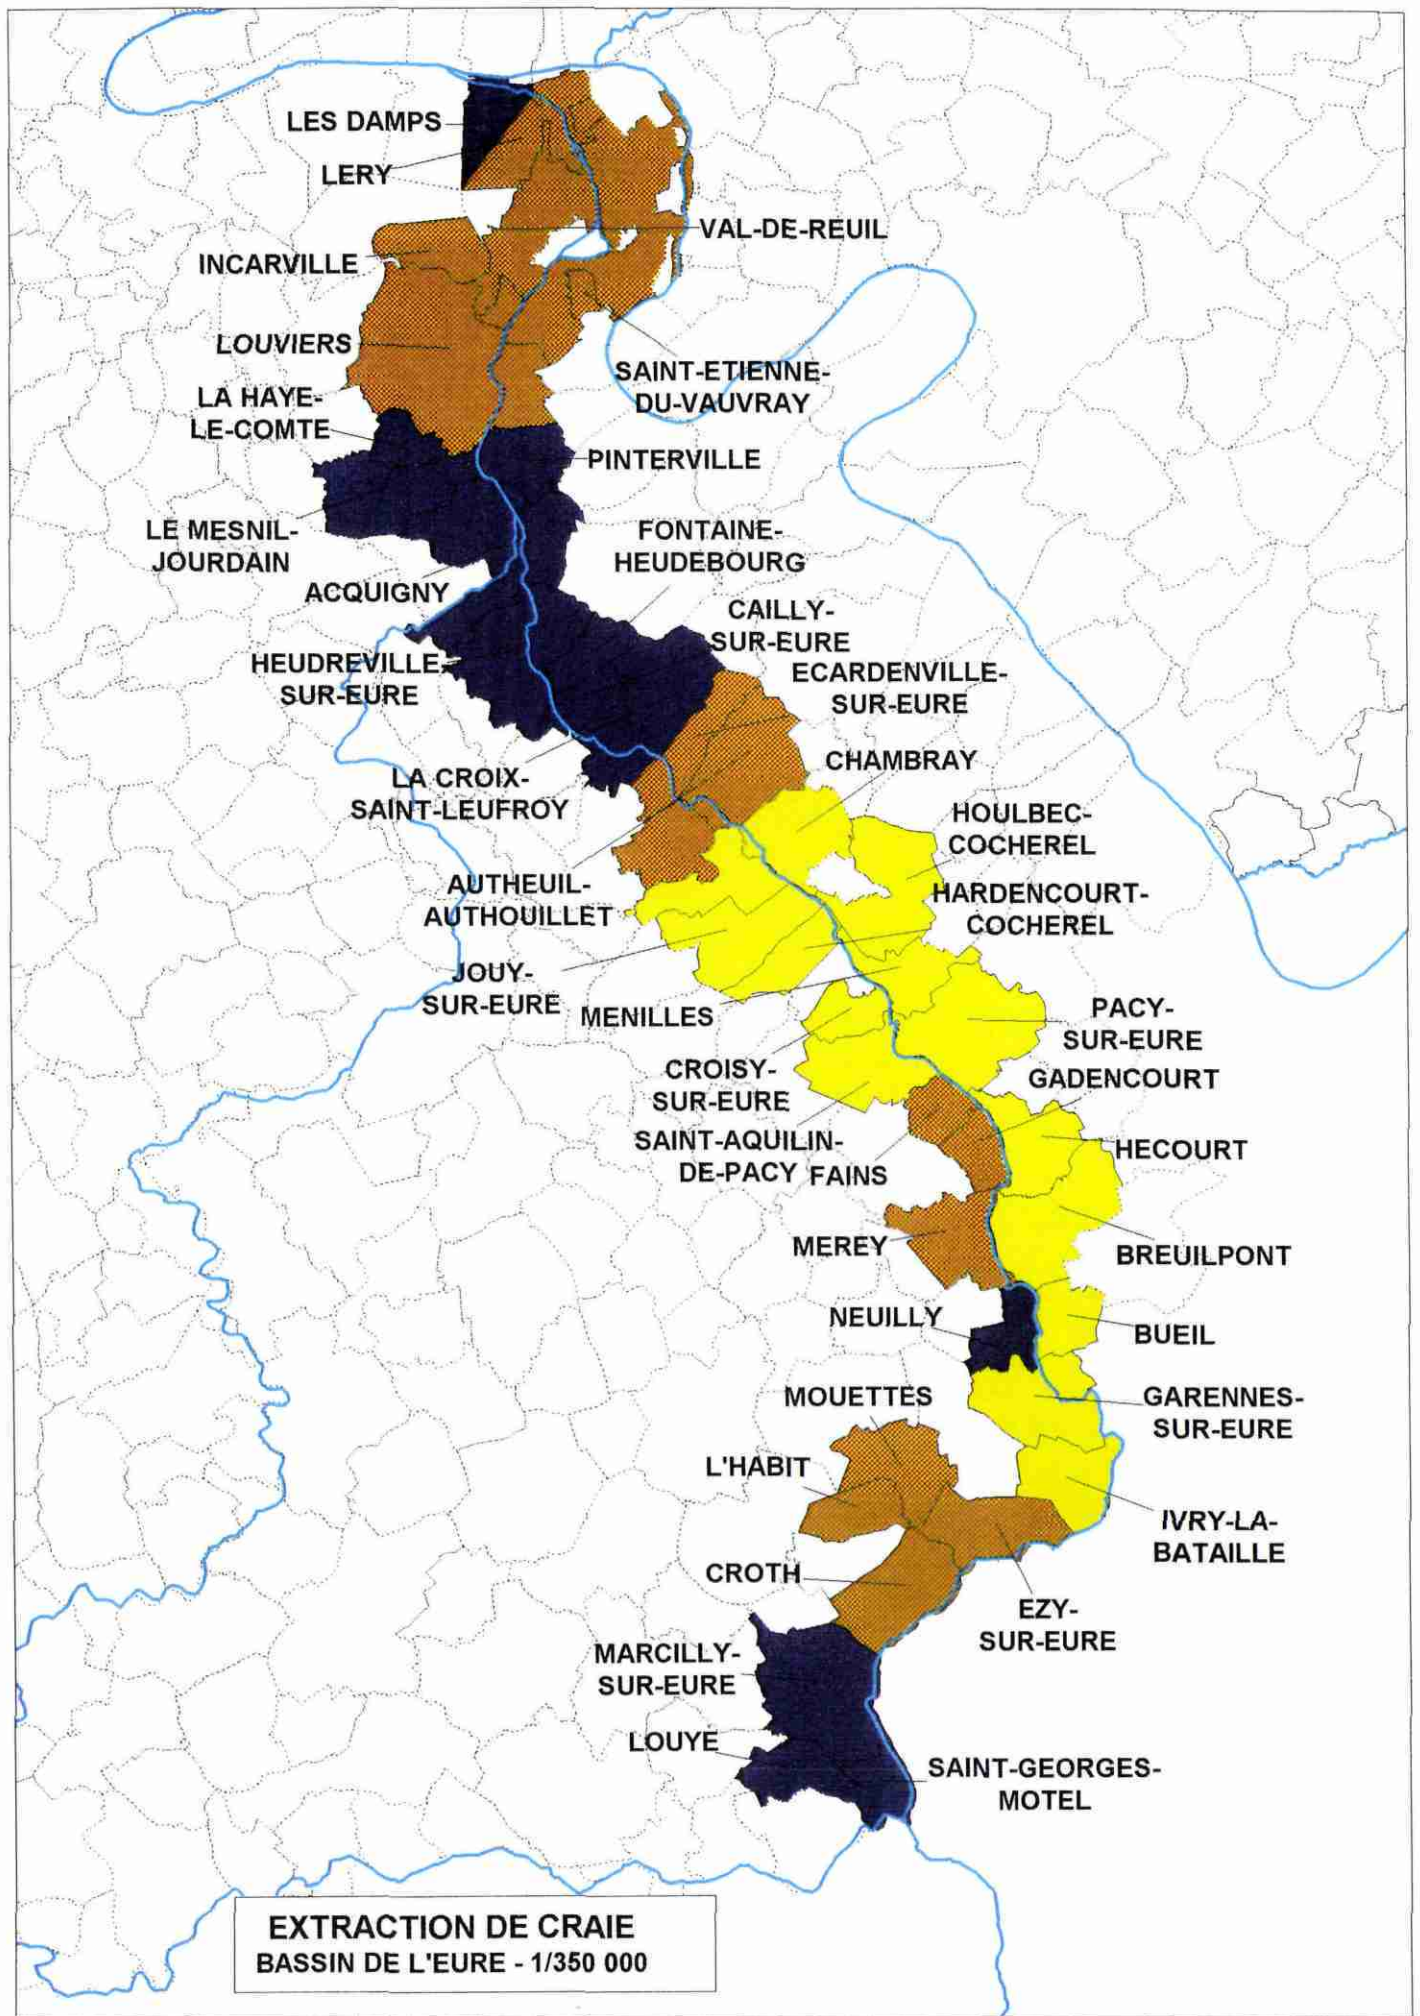 LES DAMPS
LERY
VAL-DE-REUIL
INCARVILLE
LOUVIERS
SAINT-ETIENNE-
DU-VAUVRAY
LA HAYE-
LE-COMTE
PINTERVILLE
LE MESNIL-
JOURDAIN
FONTAINE-
HEUDEBOURG
ACQUIGNY
CAILLY-
SUR-EURE
HEUDREVILLE-
SUR-EURE
ECARDENVILLE-
SUR-EURE
CHAMBRAY
LA CROIX-
SAINT-LEUFROY
HOULBEC-
COCHEREL
AUTHEUIL-
AUTHOUILLET
HARDENCOURT-
COCHEREL
JOUY-
SUR-EURE
MENILLES
PACY-
SUR-EURE
CROISY-
SUR-EURE
GADENCOURT
SAINT-AQUILIN-
DE-PACY
FAINS
HECOURT
MEREY
BREUILPONT
NEUILLY
BUEIL
MOUETTES
GARENNES-
SUR-EURE
L'HABIT
IVRY-LA-
BATAILLE
CROTH
EZY-
SUR-EURE
MARCILLY-
SUR-EURE
LOUYE
SAINT-GEORGES-
MOTEL
EXTRACTION DE CRAIE
BASSIN DE L'EURE - 1/350 000